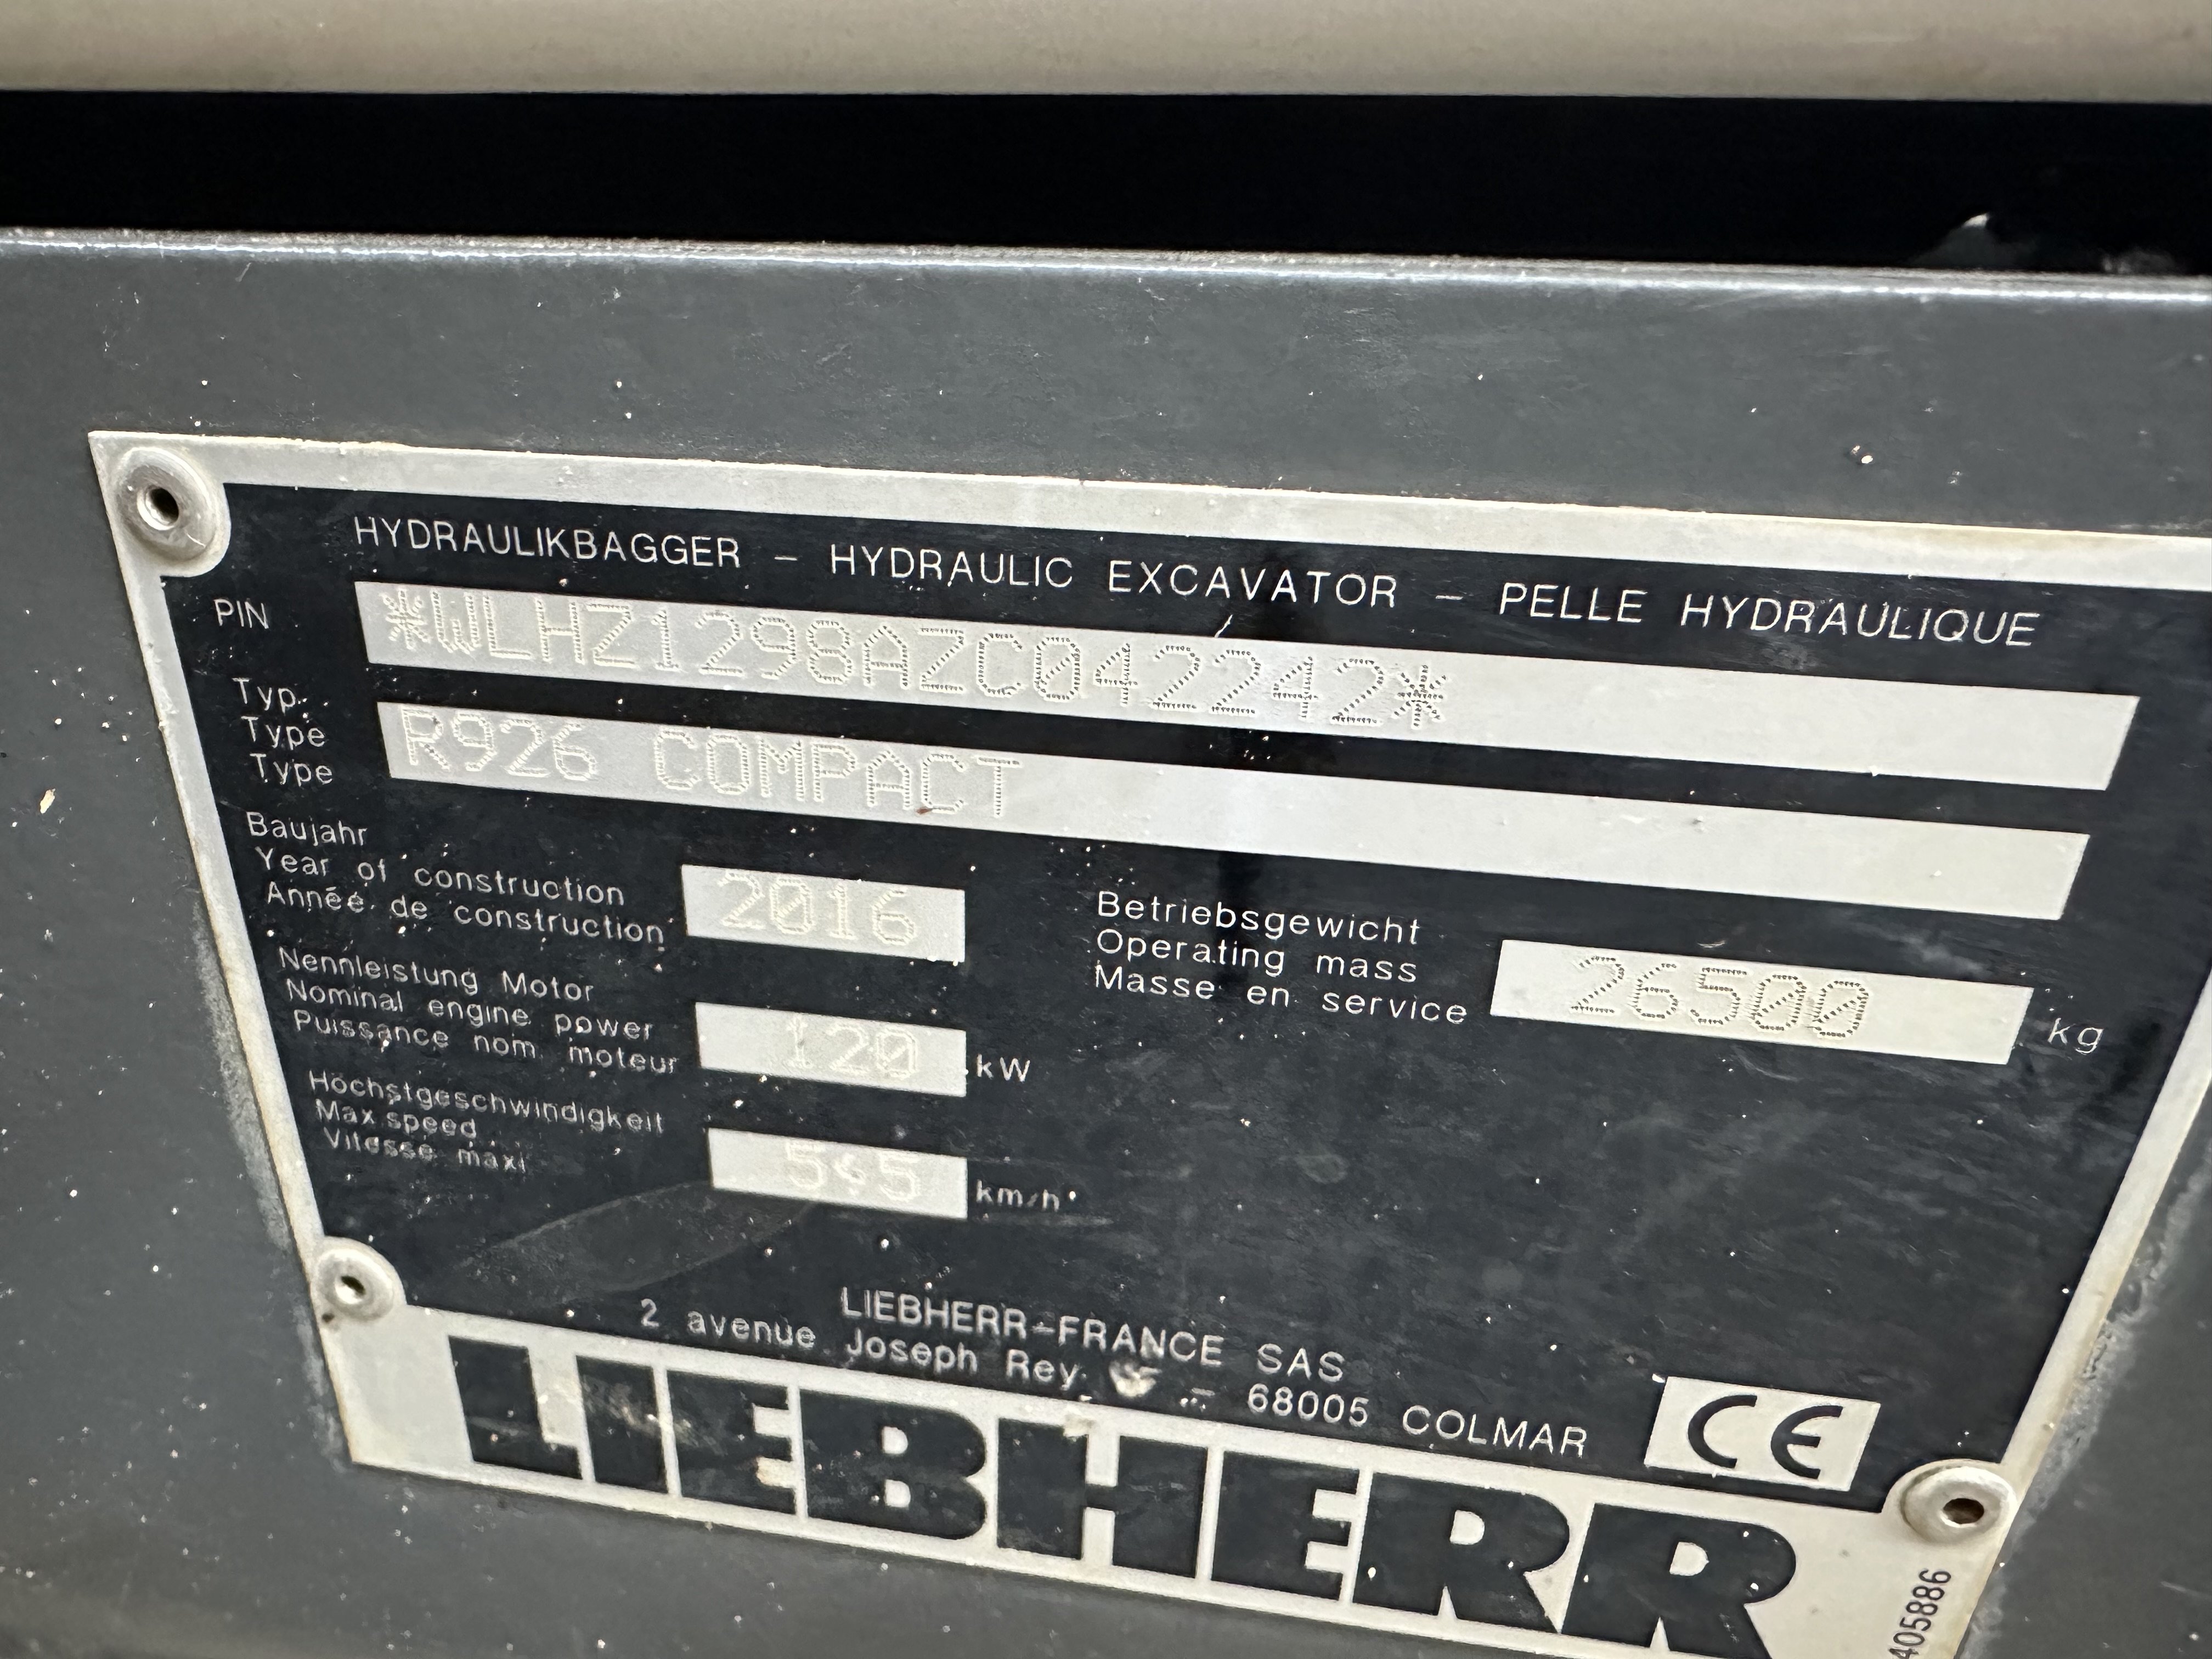 HYDRAULIKBAGGER – HYDRAULIC EXCAVATOR – PELLE HYDRAULIQUE
PIN *WLHZ1298AZC042242*
Typ.
Type R926 COMPACT
Type
Baujahr
Year of construction 2016
Année de construction
Betriebsgewicht
Operating mass 26500 kg
Masse en service
Nennleistung Motor
Nominal engine power 120 kW
Puissance nom. moteur
Höchstgeschwindigkeit
Max.speed 5,5 km/h
Vitesse maxi
LIEBHERR-FRANCE SAS
2 avenue Joseph Rey – 68005 COLMAR
CE
LIEBHERR
405886